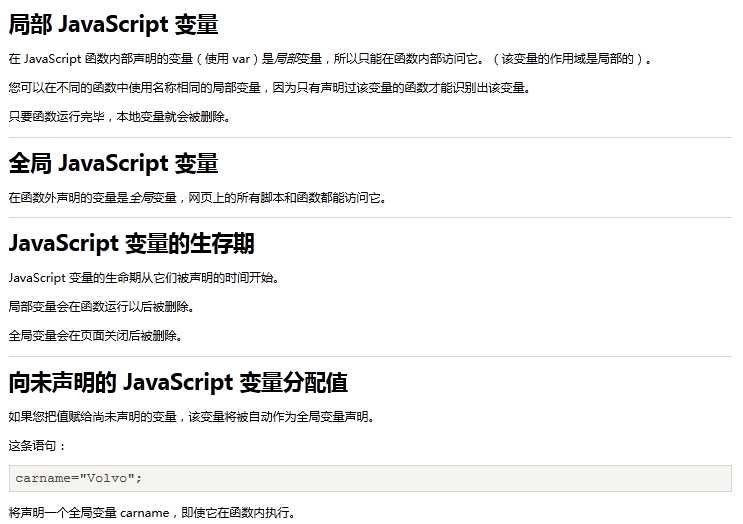 局部 JavaScript 变量
在 JavaScript 函数内部声明的变量（使用 var）是局部变量，所以只能在函数内部访问它。（该变量的作用域是局部的）。
您可以在不同的函数中使用名称相同的局部变量，因为只有声明过该变量的函数才能识别出该变量。
只要函数运行完毕，本地变量就会被删除。
全局 JavaScript 变量
在函数外声明的变量是全局变量，网页上的所有脚本和函数都能访问它。
JavaScript 变量的生存期
JavaScript 变量的生命期从它们被声明的时间开始。
局部变量会在函数运行以后被删除。
全局变量会在页面关闭后被删除。
向未声明的 JavaScript 变量分配值
如果您把值赋给尚未声明的变量，该变量将被自动作为全局变量声明。
这条语句：
carname="Volvo";
将声明一个全局变量 carname，即使它在函数内执行。